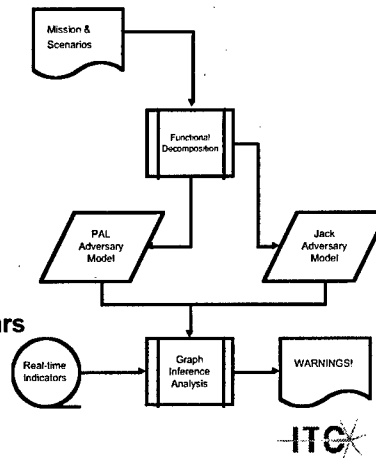 Mission &
Scenarios
Functional
Decomposition
PAL
Adversary
Model
Jack
Adversary
Model
rs
Real-time
Indicators
Graph
Inference
Analysis
WARNINGS!
ITC